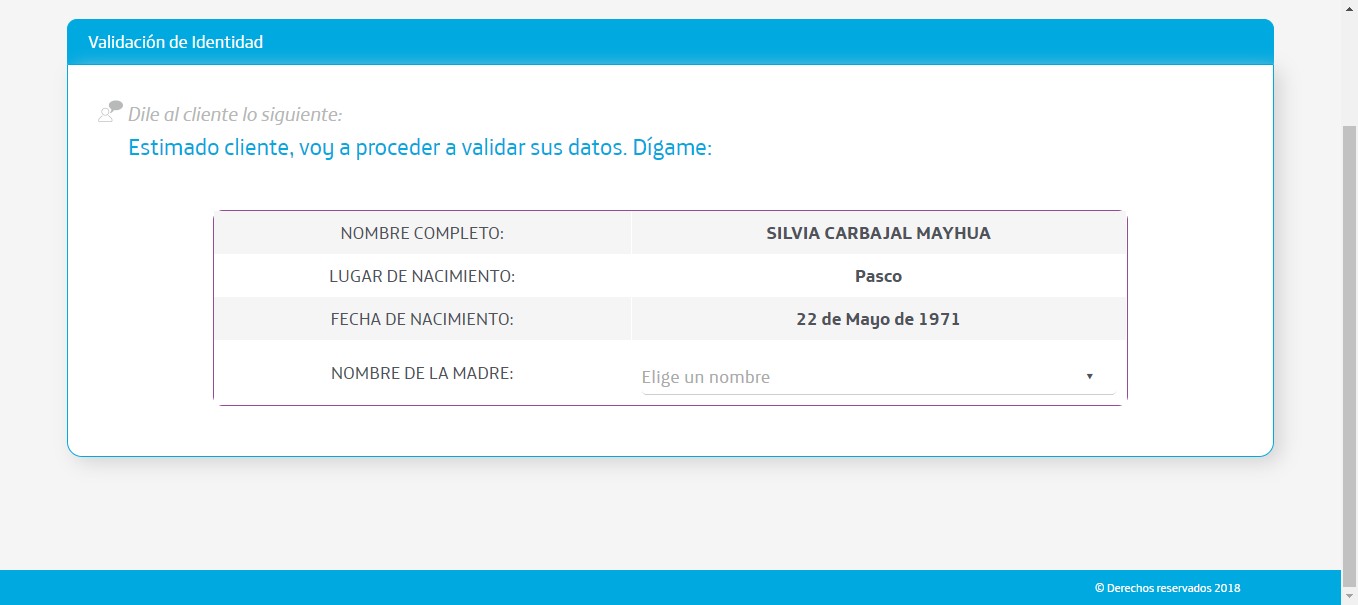 Validación de Identidad
Dile al cliente lo siguiente:
Estimado cliente, voy a proceder a validar sus datos. Dígame:
NOMBRE COMPLETO: SILVIA CARBAJAL MAYHUA
LUGAR DE NACIMIENTO: Pasco
FECHA DE NACIMIENTO: 22 de Mayo de 1971
NOMBRE DE LA MADRE: Elige un nombre
© Derechos reservados 2018